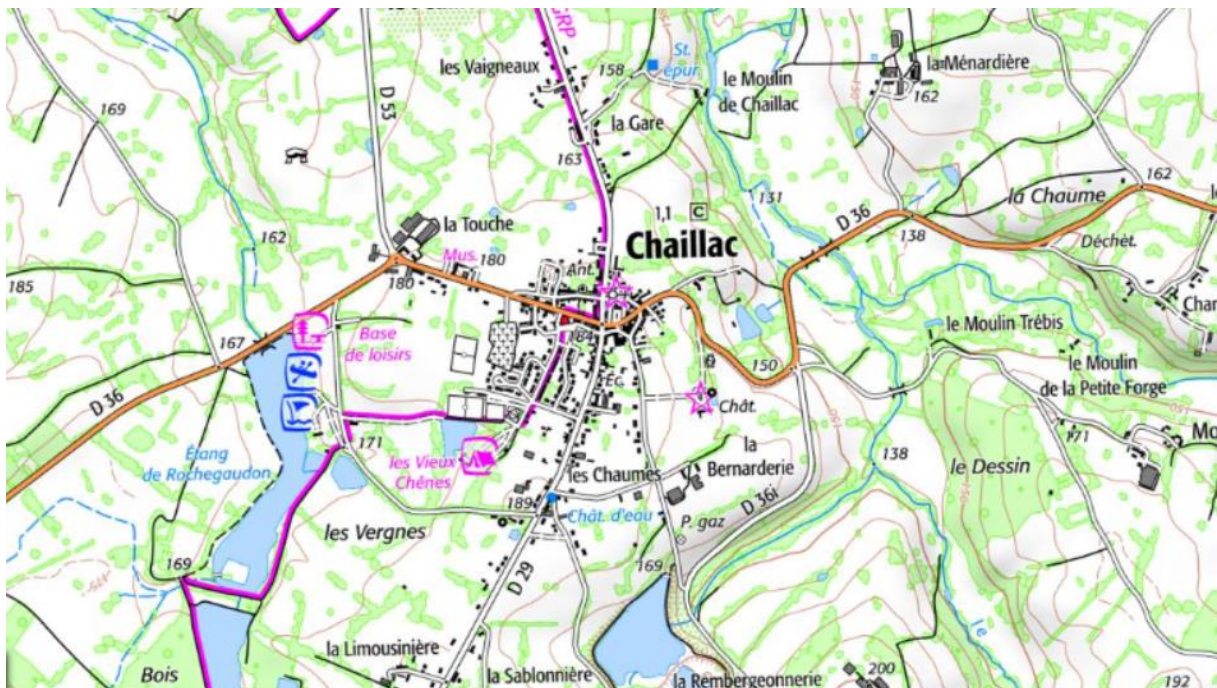 GRP
les Vaigneaux
158
St.
épur
le Moulin
de Chaillac
la Ménardière
162
169
D 53
la Gare
163
131
162
la Touche
1,1
C
D 36
la Chaume
138
Chaillac
Déchèt.
162
Mus.
180
Ant.
180
185
Base
de loisirs
184
le Moulin Trébis
167
150
le Moulin
de la Petite Forge
Éc.
D 36
Chât.
171
171
Étang
de Rochegaudon
les Vieux
Chênes
la
Bernarderie
138
le Dessin
les Chaumes
189
Chât. d'eau
D 36i
les Vergnes
P. gaz
169
169
D 29
la Limousinière
Bois
la Sablonnière
la Rembergeonnerie
200
192
le